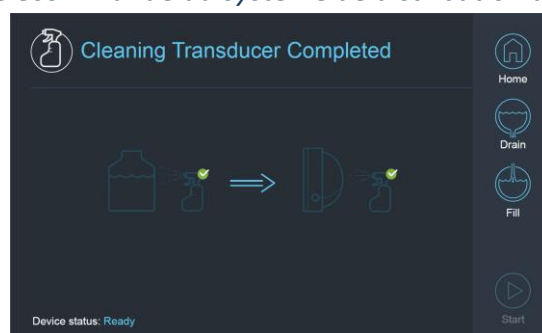 Cleaning Transducer Completed
Home
Drain
Fill
Start
Device status: Ready